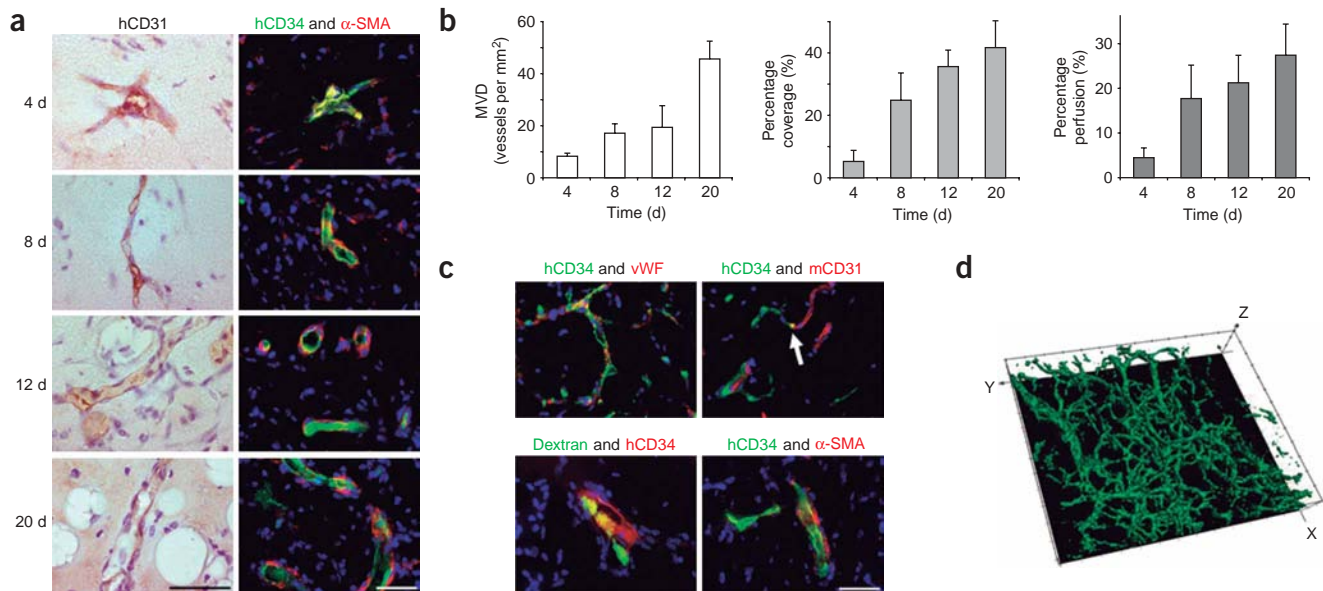 a
hCD31
hCD34 and α-SMA
4 d
8 d
12 d
20 d
b
MVD
(vessels per mm²)
60
40
20
0
4 8 12 20
Time (d)
Percentage
coverage (%)
40
20
0
4 8 12 20
Time (d)
Percentage
perfusion (%)
30
20
10
0
4 8 12 20
Time (d)
c
hCD34 and vWF
hCD34 and mCD31
Dextran and hCD34
hCD34 and α-SMA
d
Z
Y
X